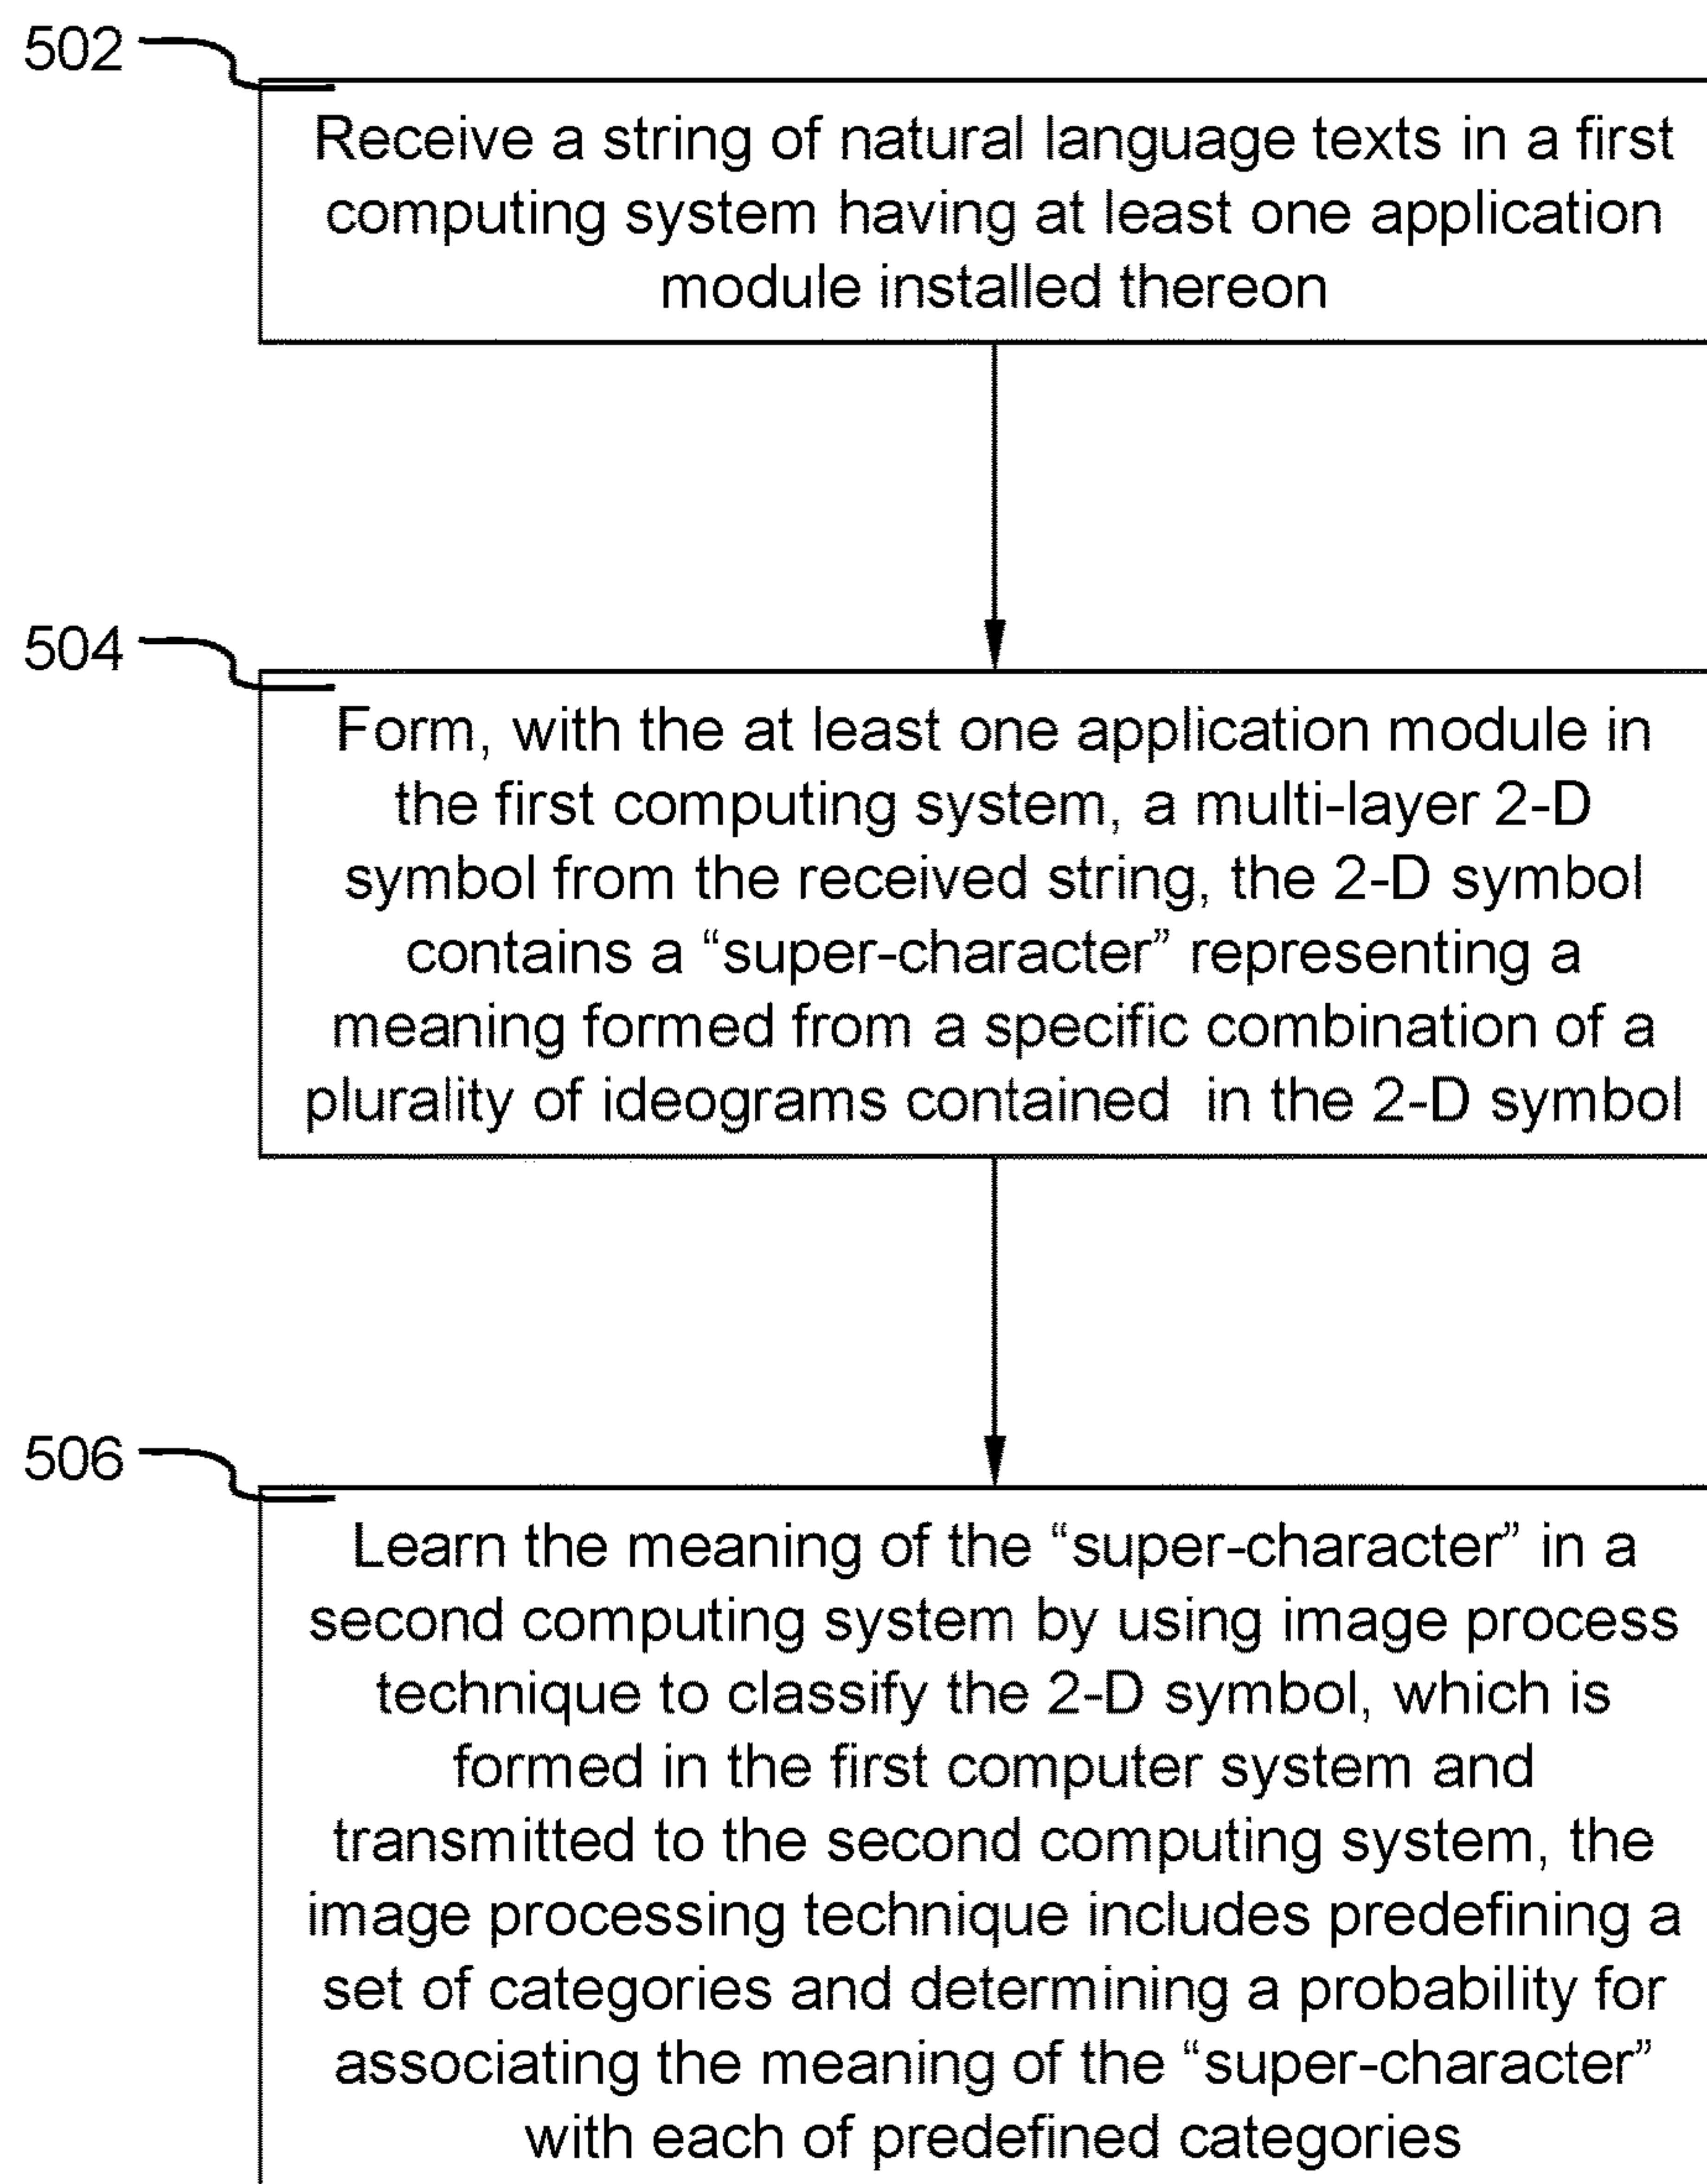 502
Receive a string of natural language texts in a first
computing system having at least one application
module installed thereon
504
Form, with the at least one application module in
the first computing system, a multi-layer 2-D
symbol from the received string, the 2-D symbol
contains a “super-character” representing a
meaning formed from a specific combination of a
plurality of ideograms contained in the 2-D symbol
506
Learn the meaning of the “super-character” in a
second computing system by using image process
technique to classify the 2-D symbol, which is
formed in the first computer system and
transmitted to the second computing system, the
image processing technique includes predefining a
set of categories and determining a probability for
associating the meaning of the “super-character”
with each of predefined categories